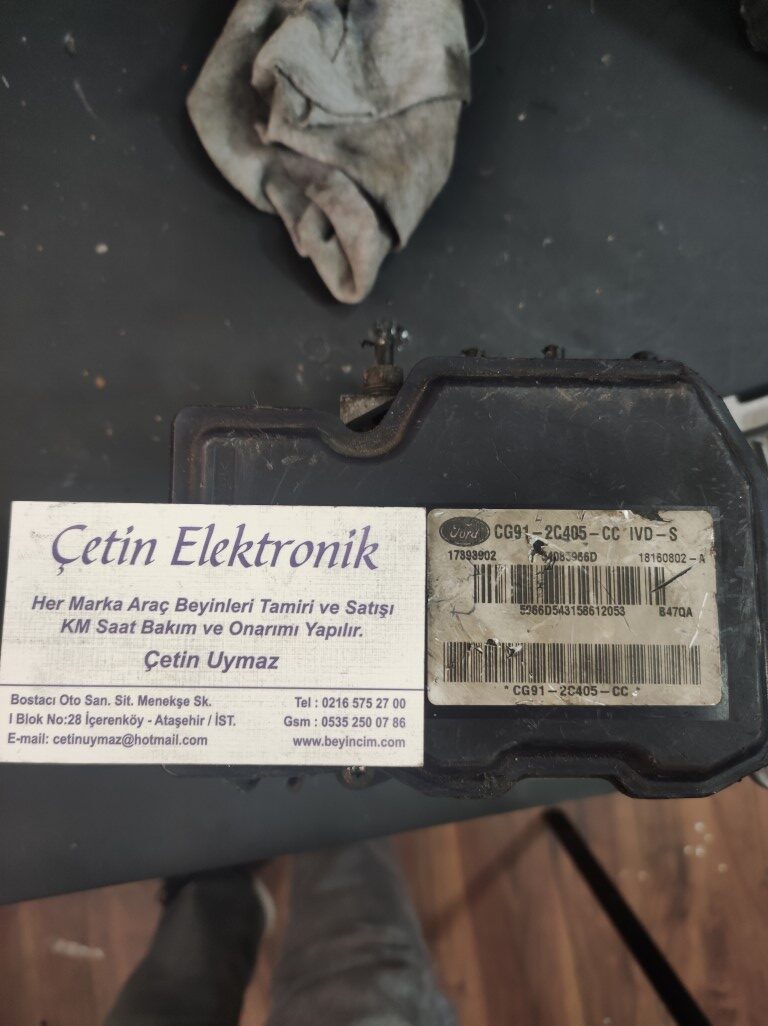 Çetin Elektronik
Her Marka Araç Beyinleri Tamiri ve Satışı
KM Saat Bakım ve Onarımı Yapılır.
Çetin Uymaz
Bostacı Oto San. Sit. Menekşe Sk.
I Blok No:28 İçerenköy - Ataşehir / İST.
E-mail: cetinuymaz@hotmail.com
Tel : 0216 575 27 00
Gsm : 0535 250 07 86
www.beyincim.com
Ford CG91-2C405-CC IVD-S
17393902 18160802-A
5966D543158612053 B47QA
*CG91-2C405-CC*